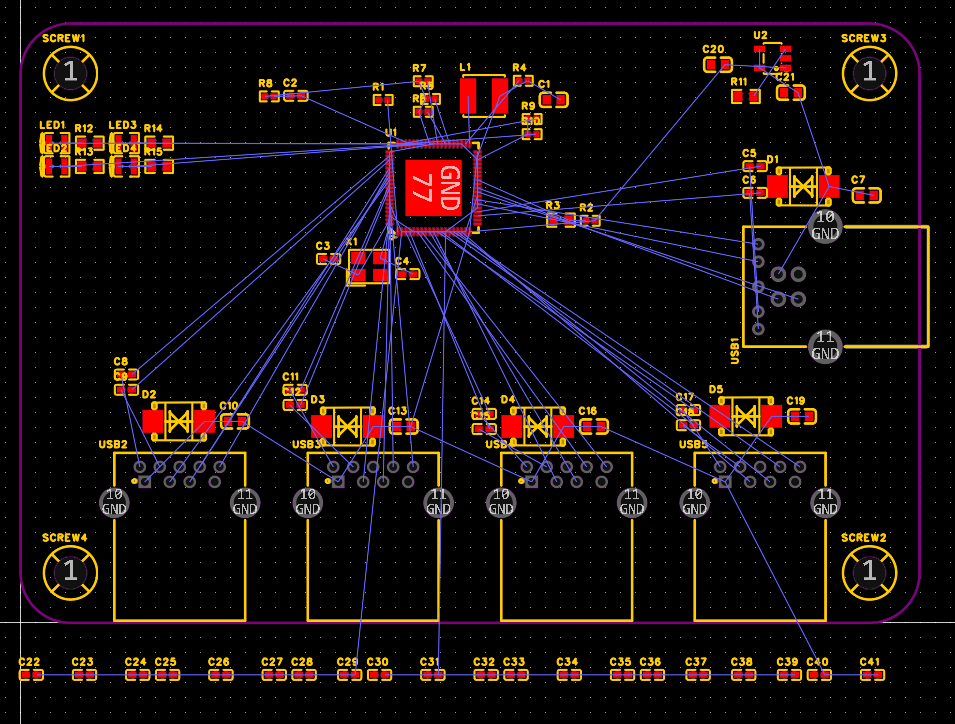 SCREW1
1
SCREW3
1
U2
C20
C21
R11
R8
C2
R7
R1
L1
R4
C1
R9
LED1
R12
LED3
R14
R13
LED4
R15
U1
GND
77
C5
D1
C6
C7
R3
R2
10
GND
C3
X1
C4
11
GND
USB1
C8
C9
D2
C10
C11
C12
D3
C13
C14
D4
C16
C17
D5
C19
USB2
USB3
USB
USB5
10
GND
11
GND
10
GND
11
GND
10
GND
11
GND
10
GND
11
GND
SCREW4
1
SCREW2
1
C22
C23
C24
C25
C26
C27
C28
C29
C30
C31
C32
C33
C34
C35
C36
C37
C38
C39
C40
C41